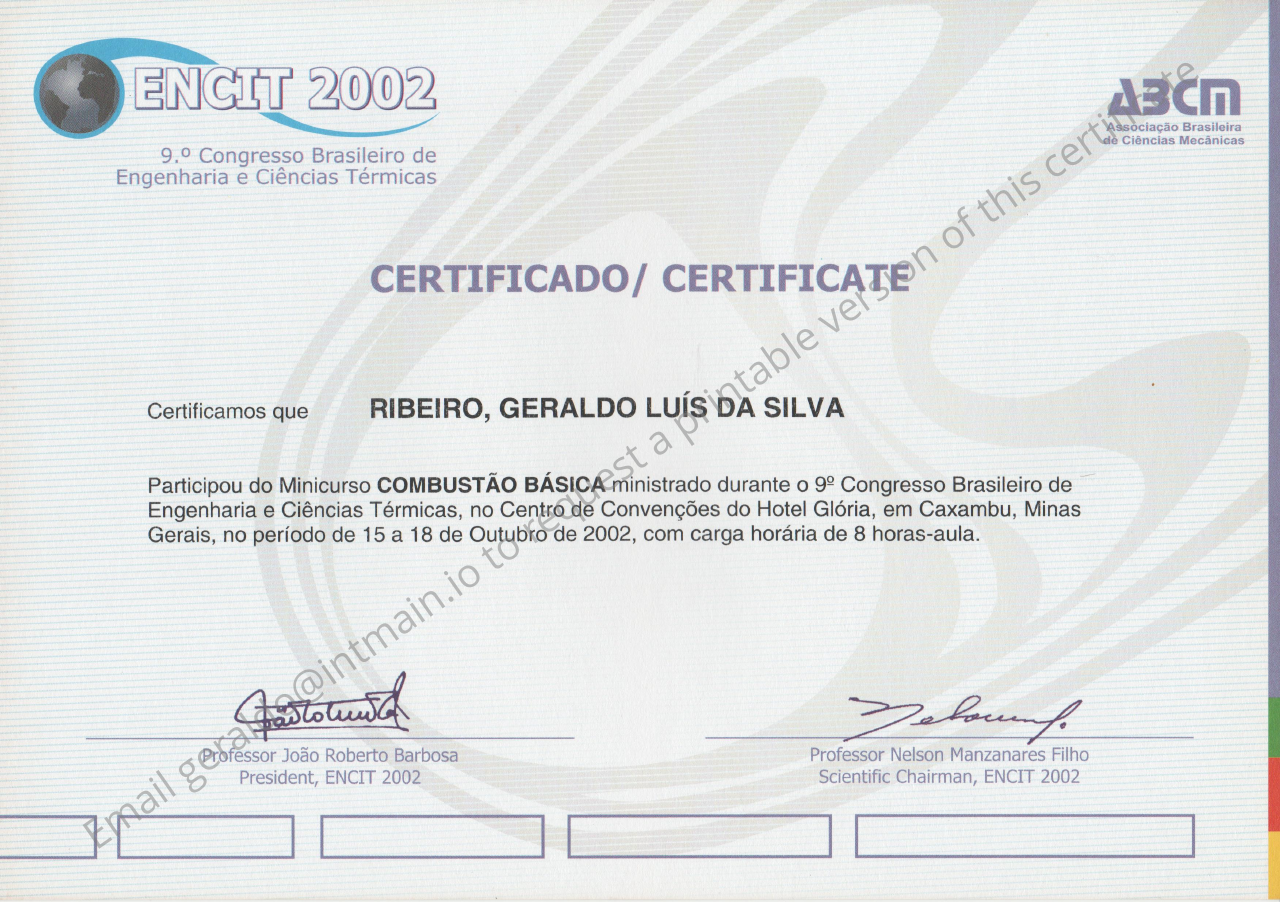 ENCIT 2002
9.º Congresso Brasileiro de
Engenharia e Ciências Térmicas
ABCM
Associação Brasileira
de Ciências Mecânicas
CERTIFICADO/ CERTIFICATE
Certificamos que RIBEIRO, GERALDO LUÍS DA SILVA
Participou do Minicurso COMBUSTÃO BÁSICA ministrado durante o 9º Congresso Brasileiro de
Engenharia e Ciências Térmicas, no Centro de Convenções do Hotel Glória, em Caxambu, Minas
Gerais, no período de 15 a 18 de Outubro de 2002, com carga horária de 8 horas-aula.
Professor João Roberto Barbosa
President, ENCIT 2002
Professor Nelson Manzanares Filho
Scientific Chairman, ENCIT 2002
Email geraldo@intmain.io to request a printable version of this certificate